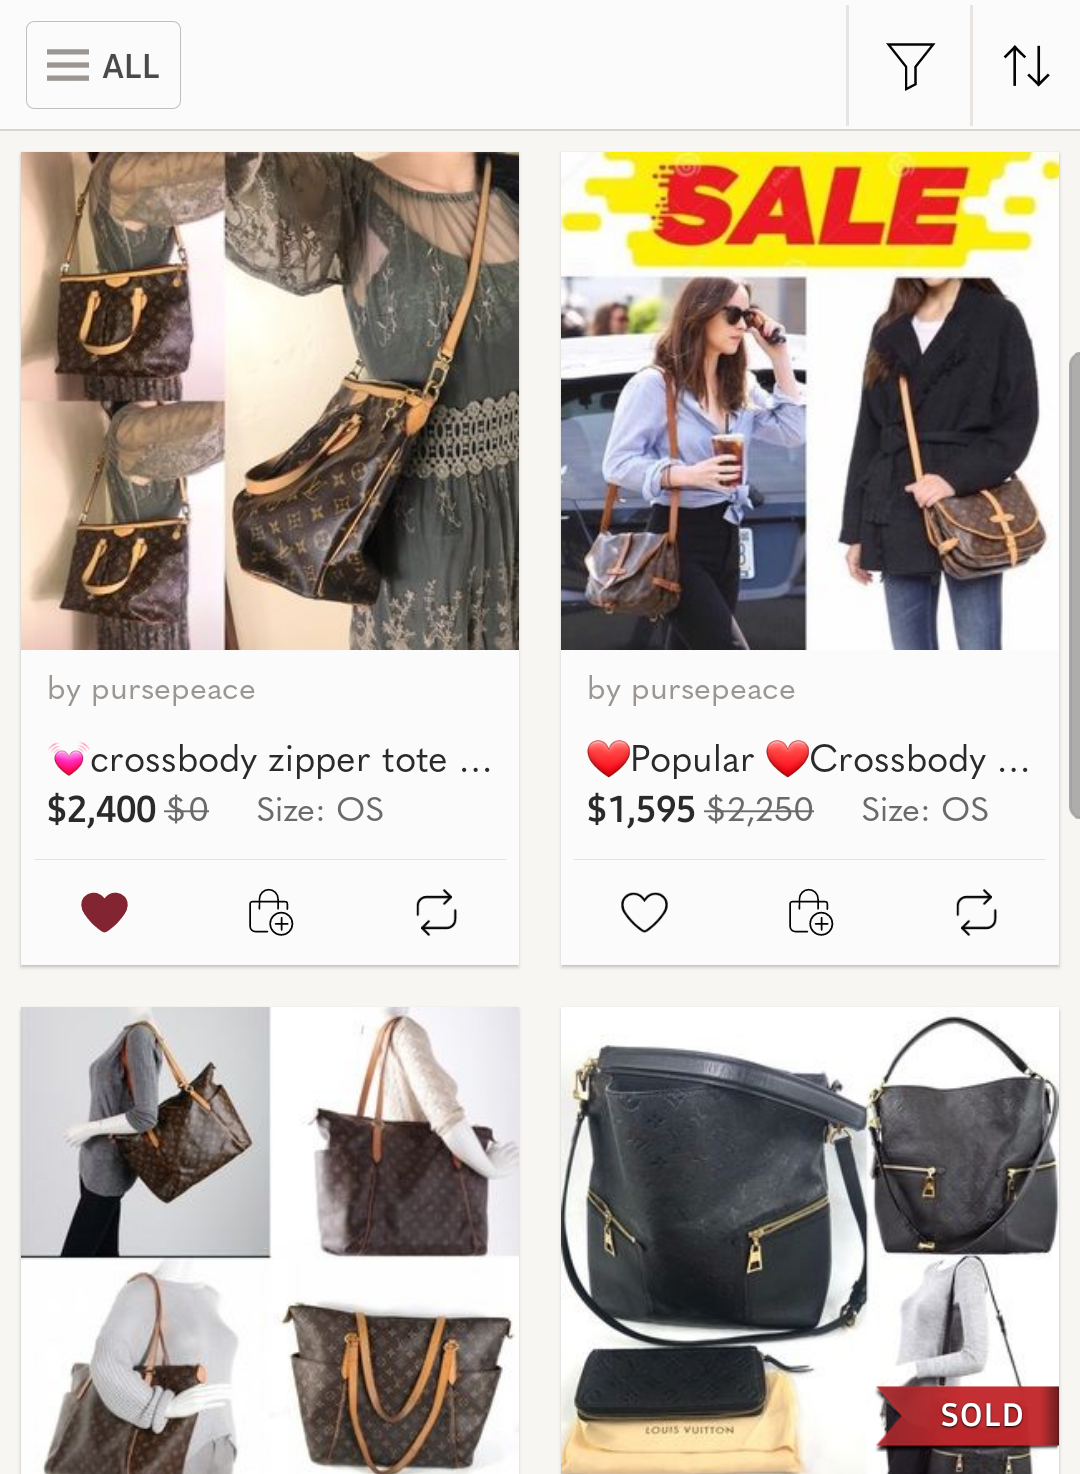 ALL
SALE
by pursepeace
💓crossbody zipper tote ...
$2,400 $0 Size: OS
by pursepeace
❤️Popular ❤️Crossbody ...
$1,595 $2,250 Size: OS
LOUIS VUITTON
SOLD